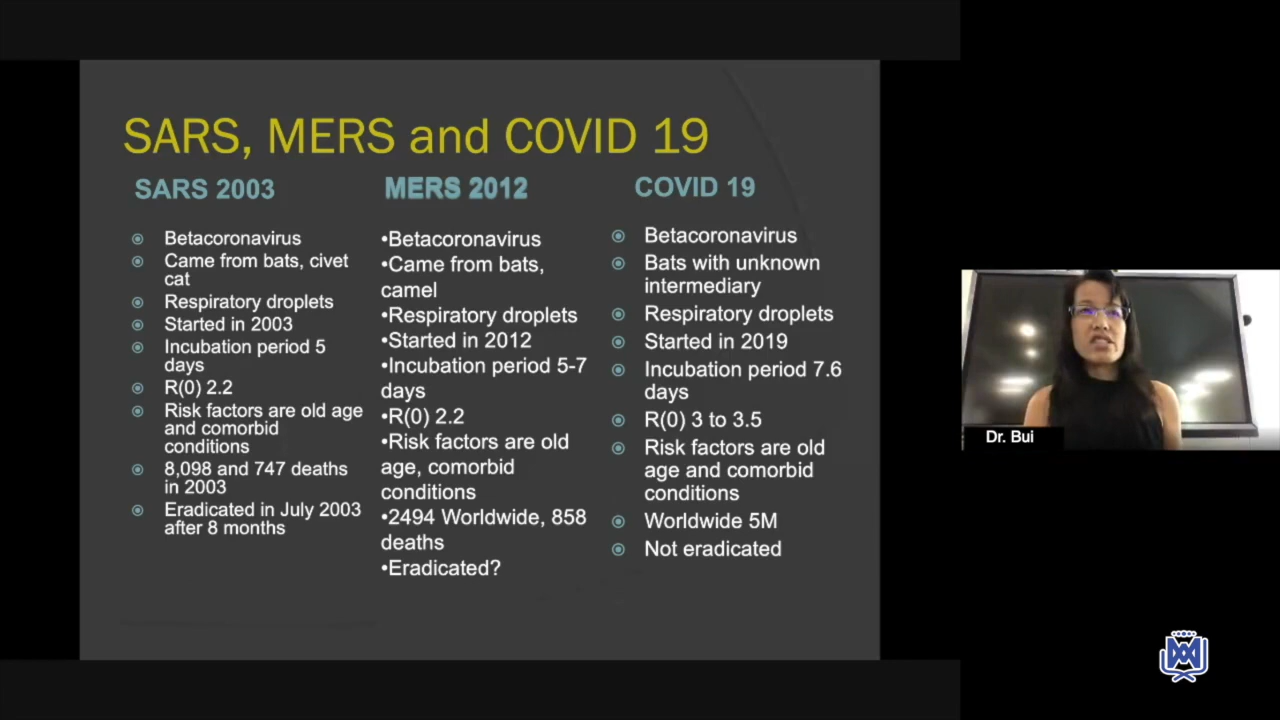 SARS, MERS and COVID 19
SARS 2003
◉ Betacoronavirus
◉ Came from bats, civet
cat
◉ Respiratory droplets
◉ Started in 2003
◉ Incubation period 5
days
◉ R(0) 2.2
◉ Risk factors are old age
and comorbid
conditions
◉ 8,098 and 747 deaths
in 2003
◉ Eradicated in July 2003
after 8 months
MERS 2012
•Betacoronavirus
•Came from bats,
camel
•Respiratory droplets
•Started in 2012
•Incubation period 5-7
days
•R(0) 2.2
•Risk factors are old
age, comorbid
conditions
•2494 Worldwide, 858
deaths
•Eradicated?
COVID 19
◉ Betacoronavirus
◉ Bats with unknown
intermediary
◉ Respiratory droplets
◉ Started in 2019
◉ Incubation period 7.6
days
◉ R(0) 3 to 3.5
◉ Risk factors are old
age and comorbid
conditions
◉ Worldwide 5M
◉ Not eradicated
Dr. Bui